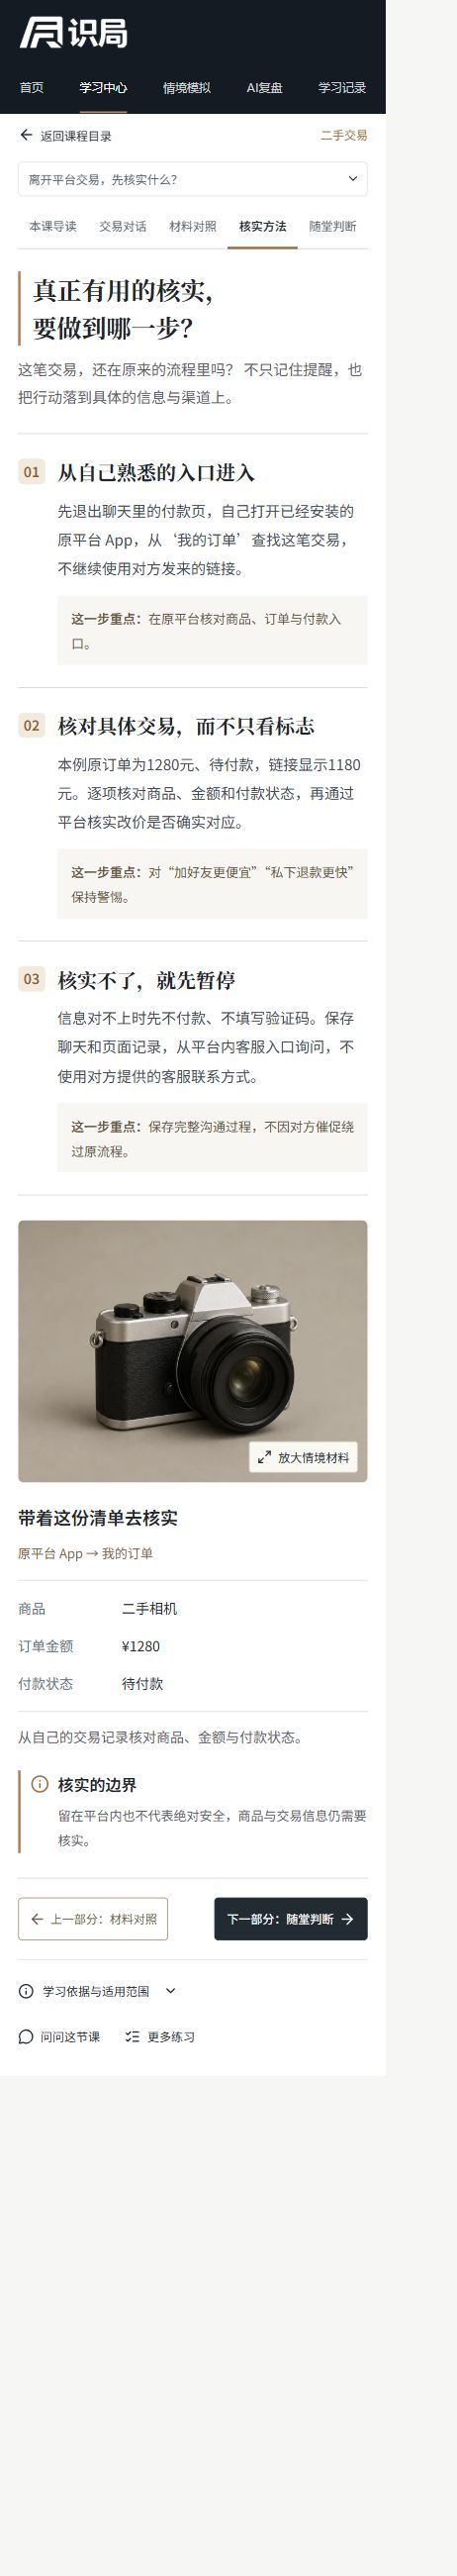 识局
首页 学习中心 情境模拟 AI复盘 学习记录
返回课程目录 二手交易
离开平台交易，先核实什么？
本课导读 交易对话 材料对照 核实方法 随堂判断
真正有用的核实，
要做到哪一步？
这笔交易，还在原来的流程里吗？ 不只记住提醒，也
把行动落到具体的信息与渠道上。
01 从自己熟悉的入口进入
先退出聊天里的付款页，自己打开已经安装的
原平台 App，从‘我的订单’查找这笔交易，
不继续使用对方发来的链接。
这一步重点：在原平台核对商品、订单与付款入
口。
02 核对具体交易，而不只看标志
本例原订单为1280元、待付款，链接显示1180
元。逐项核对商品、金额和付款状态，再通过
平台核实改价是否确实对应。
这一步重点：对“加好友更便宜”“私下退款更快”
保持警惕。
03 核实不了，就先暂停
信息对不上时先不付款、不填写验证码。保存
聊天和页面记录，从平台内客服入口询问，不
使用对方提供的客服联系方式。
这一步重点：保存完整沟通过程，不因对方催促绕
过原流程。
放大情境材料
带着这份清单去核实
原平台 App → 我的订单
商品 二手相机
订单金额 ¥1280
付款状态 待付款
从自己的交易记录核对商品、金额与付款状态。
核实的边界
留在平台内也不代表绝对安全，商品与交易信息仍需要
核实。
← 上一部分：材料对照 下一部分：随堂判断 →
学习依据与适用范围
问问这节课 更多练习